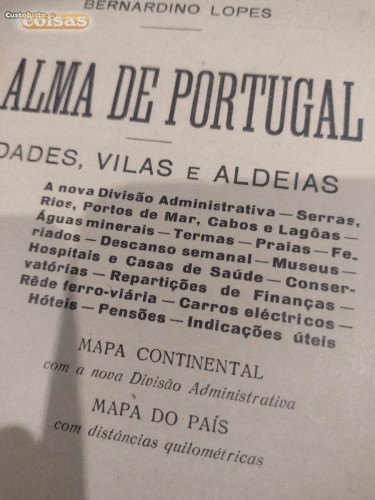 CustoJusto.pt
coisas
BERNARDINO LOPES
ALMA DE PORTUGAL
DADES, VILAS E ALDEIAS
A nova Divisão Administrativa — Serras,
Rios, Portos de Mar, Cabos e Lagôas —
Águas minerais — Termas — Praias — Fe-
riados — Descanso semanal — Museus —
Hospitais e Casas de Saúde — Conser-
vatórias — Repartições de Finanças —
Rêde ferro-viária — Carros eléctricos —
Hóteis — Pensões — Indicações úteis
MAPA CONTINENTAL
com a nova Divisão Administrativa
MAPA DO PAÍS
com distâncias quilométricas